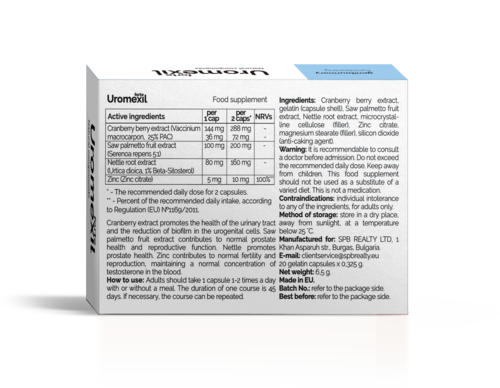 Uromexil forte
genitourinary
Uromexil forte
Food supplement
Active ingredients per 1 cap per 2 caps* NRVs
Cranberry berry extract (Vaccinium macrocarpon, 25% PAC) 144 mg 36 mg 288 mg 72 mg - -
Saw palmetto fruit extract (Serenoa repens 5:1) 100 mg 200 mg -
Nettle root extract (Urtica dioica, 1% Beta-Sitosterol) 80 mg 160 mg -
Zinc (Zinc citrate) 5 mg 10 mg 100%**
* - The recommended daily dose for 2 capsules.
** - Percent of the recommended daily intake, according
to Regulation (EU) №1169/2011.
Cranberry extract promotes the health of the urinary tract
and the reduction of biofilm in the urogenital cells. Saw
palmetto fruit extract contributes to normal prostate
health and reproductive function. Nettle promotes
prostate health. Zinc contributes to normal fertility and
reproduction, maintaining a normal concentration of
testosterone in the blood.
How to use: Adults should take 1 capsule 1-2 times a day
with or without a meal. The duration of one course is 45
days. If necessary, the course can be repeated.
Ingredients: Cranberry berry extract,
gelatin (capsule shell), Saw palmetto fruit
extract, Nettle root extract, microcrystal-
line cellulose (filler), Zinc citrate,
magnesium stearate (filler), silicon dioxide
(anti-caking agent).
Warning: It is recommendable to consult
a doctor before admission. Do not exceed
the recommended daily dose. Keep away
from children. This food supplement
should not be used as a substitute of a
varied diet. This is not a medication.
Contraindications: individual intolerance
to any of the ingredients, for adults only.
Method of storage: store in a dry place,
away from sunlight, at a temperature
below 25 °C.
Manufactured for: SPB REALTY LTD, 1
Khan Asparuh str., Burgas, Bulgaria.
E-mail: clientservice@spbrealty.eu
20 gelatin capsules x 0,325 g.
Net weight: 6,5 g.
Made in EU.
Batch No.: refer to the package side.
Best before: refer to the package side.
Uromexil